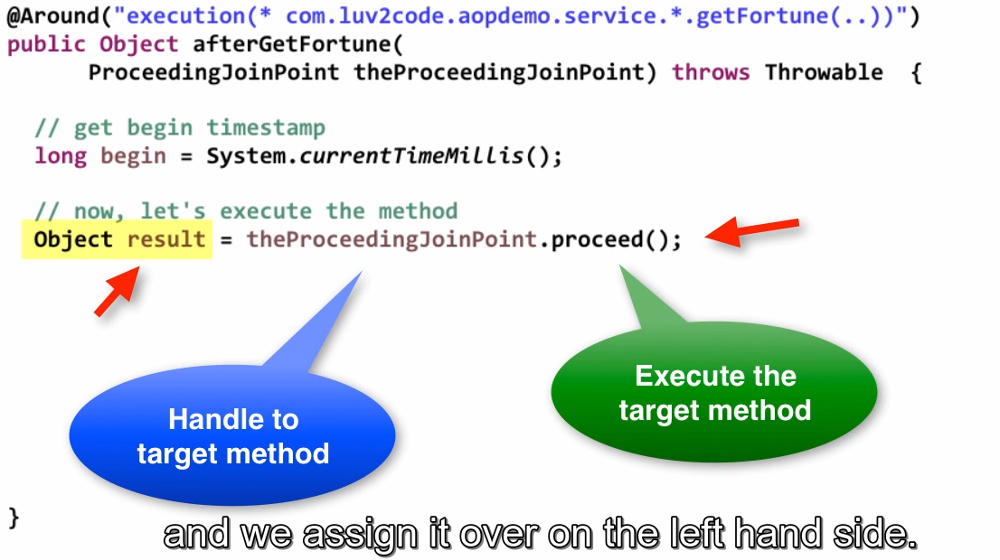 @Around("execution(* com.luv2code.aopdemo.service.*.getFortune(..))")
public Object afterGetFortune(
ProceedingJoinPoint theProceedingJoinPoint) throws Throwable {
// get begin timestamp
long begin = System.currentTimeMillis();
// now, let's execute the method
Object result = theProceedingJoinPoint.proceed();
Handle to
target method
Execute the
target method
}
and we assign it over on the left hand side.